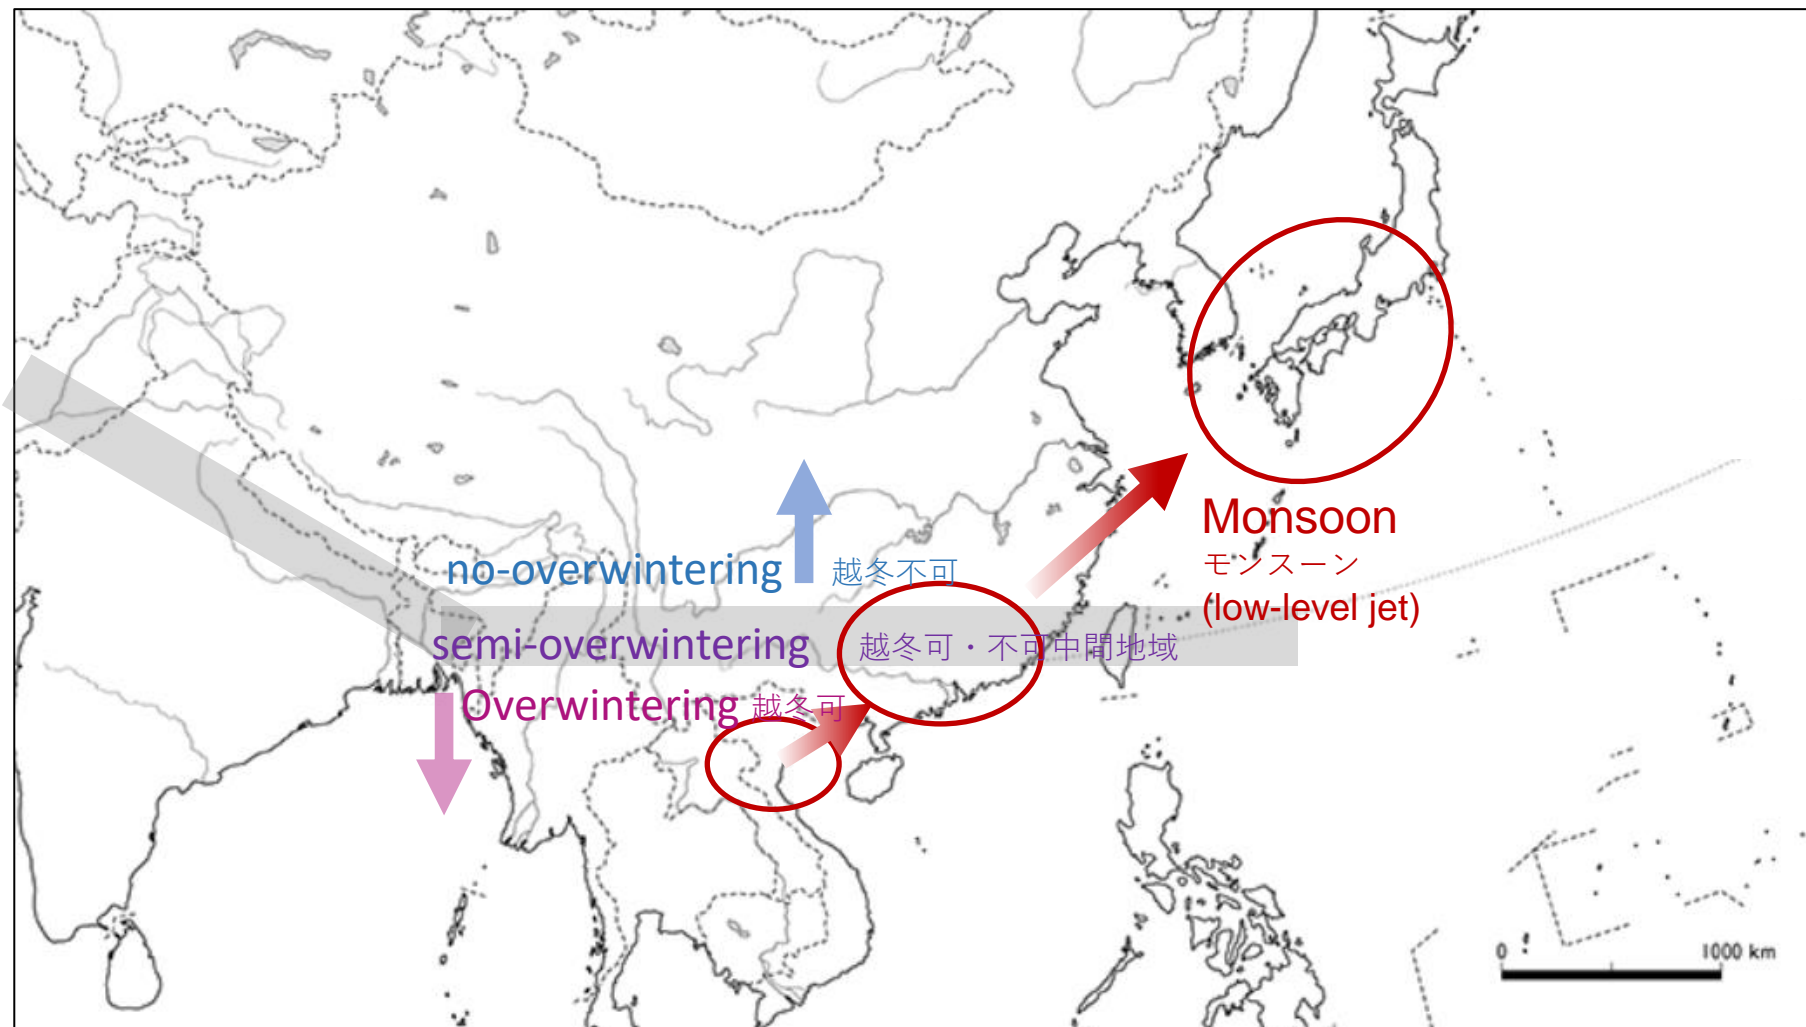 no-overwintering 越冬不可
semi-overwintering 越冬可・不可中間地域
Overwintering 越冬可
Monsoon
モンスーン
(low-level jet)
0 1000 km